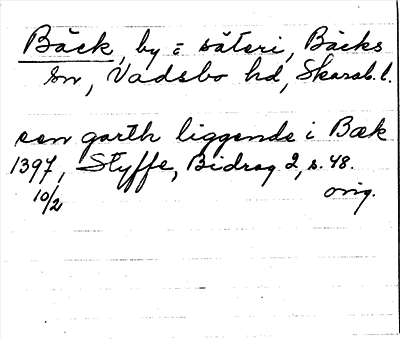 Bäck, by = säteri, Bäcks
sn, Vadsbo hd, Skarab. l.
een garth liggende i Bæk
1397, Styffe, Bidrag 2, s. 48.
10/2 orig.